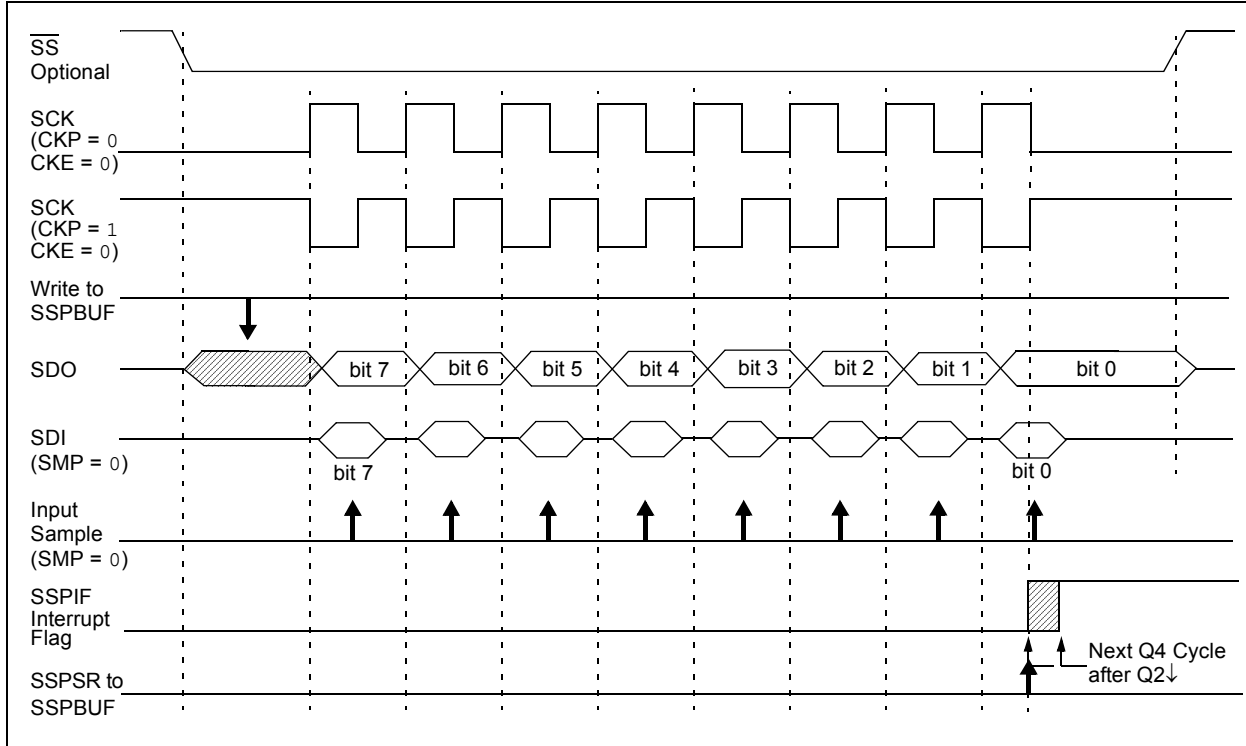 SS
Optional
SCK
(CKP = 0
CKE = 0)
SCK
(CKP = 1
CKE = 0)
Write to
SSPBUF
SDO
bit 7
bit 6
bit 5
bit 4
bit 3
bit 2
bit 1
bit 0
SDI
(SMP = 0)
bit 7
bit 0
Input
Sample
(SMP = 0)
SSPIF
Interrupt
Flag
Next Q4 Cycle
after Q2↓
SSPSR to
SSPBUF